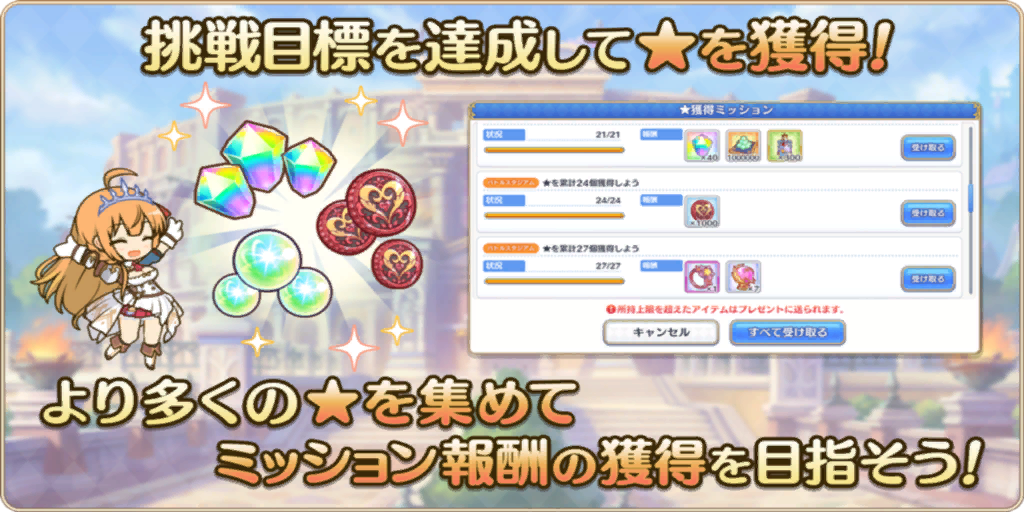 挑戦目標を達成して★を獲得!
★獲得ミッション
状況 21/21 報酬 ×40 1000000 ×300 受け取る
バトルスタジアム ★を累計24個獲得しよう
状況 24/24 報酬 ×1000 受け取る
バトルスタジアム ★を累計27個獲得しよう
状況 27/27 報酬 ×1 ×7 受け取る
所持上限を超えたアイテムはプレゼントに送られます。
キャンセル すべて受け取る
より多くの★を集めて
ミッション報酬の獲得を目指そう!